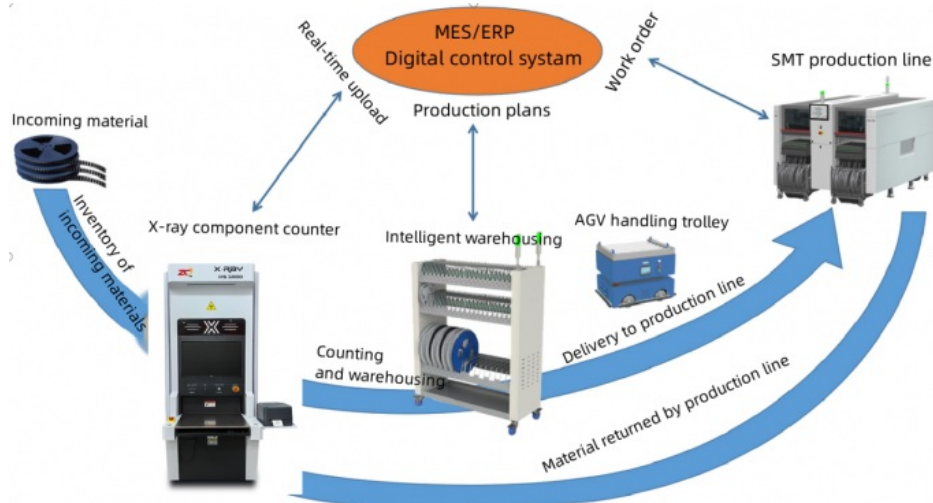 MES/ERP
Digital control systam
Real-time upload
Production plans
Work order
SMT production line
Incoming material
Inventory of
incoming materials
X-ray component counter
Intelligent warehousing
AGV handling trolley
X-RAY
Counting
and warehousing
Delivery to production line
Material returned by production line